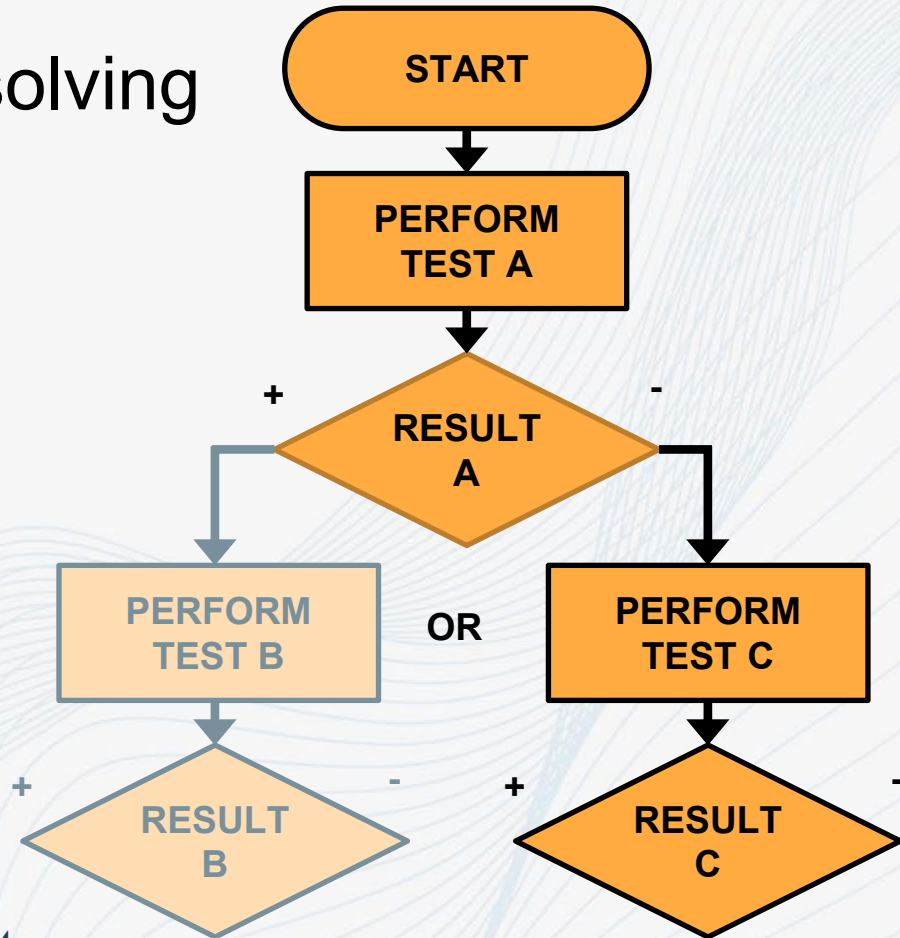 solving
START
PERFORM
TEST A
+
-
RESULT
A
PERFORM
TEST B
OR
PERFORM
TEST C
+
-
+
-
RESULT
B
RESULT
C